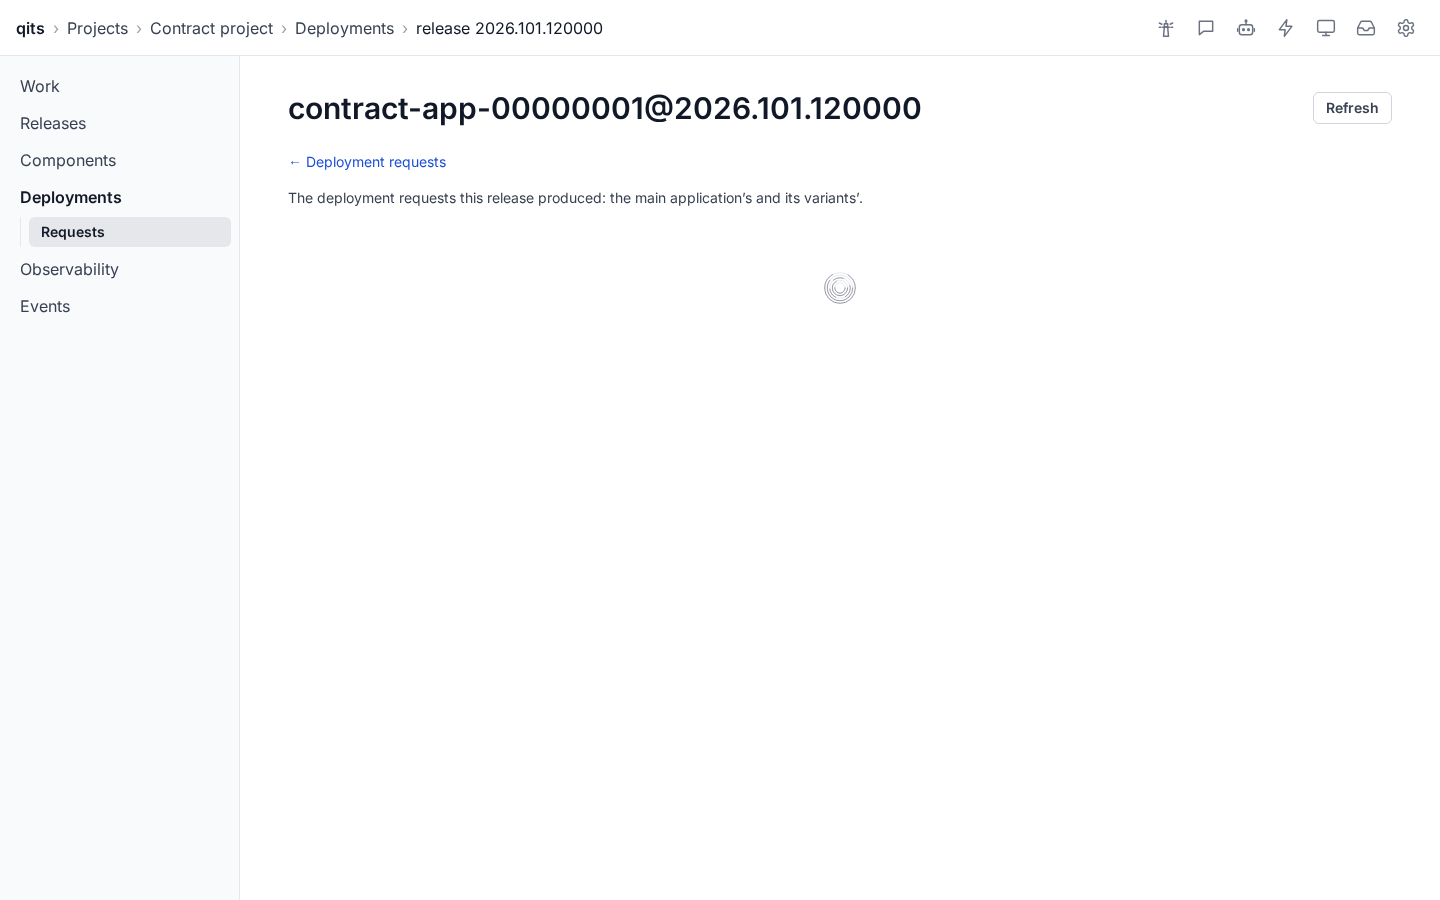 qits › Projects › Contract project › Deployments › release 2026.101.120000
Work
Releases
Components
Deployments
Requests
Observability
Events
contract-app-00000001@2026.101.120000
Refresh
← Deployment requests
The deployment requests this release produced: the main application’s and its variants’.